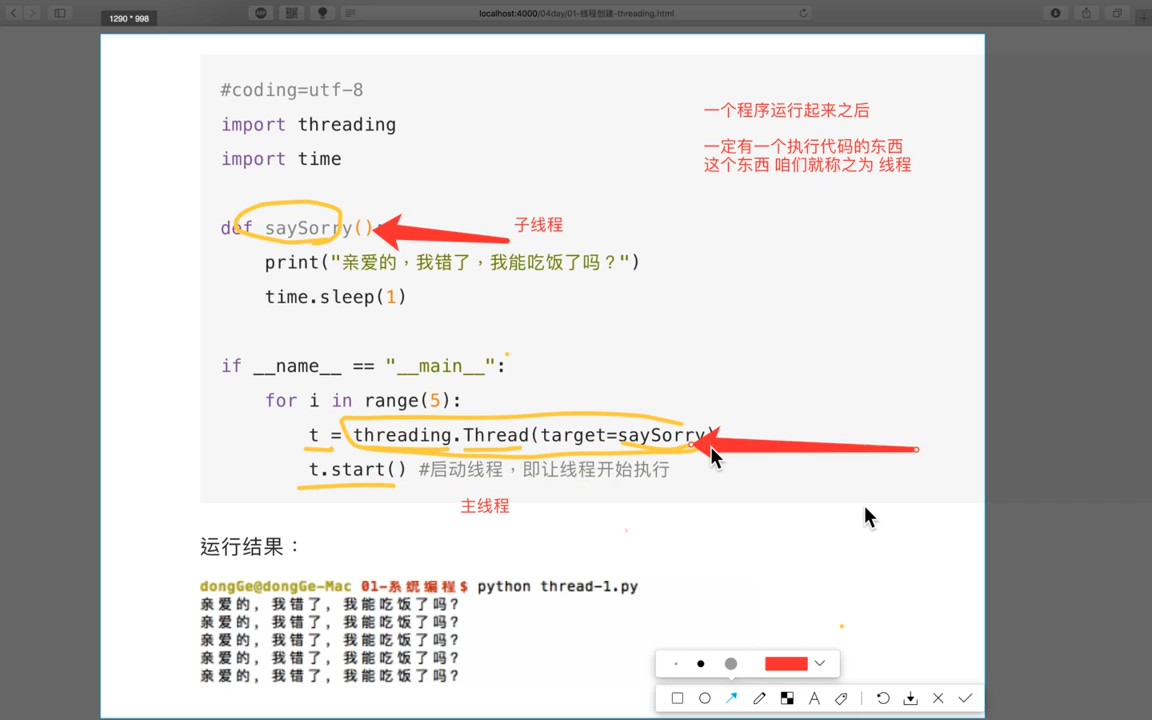 localhost:4000/04day/01-线程创建-threading.html
1290 * 998
#coding=utf-8
import threading
import time
一个程序运行起来之后
一定有一个执行代码的东西
这个东西 咱们就称之为 线程
def saySorry():
子线程
print("亲爱的，我错了，我能吃饭了吗？")
time.sleep(1)
if __name__ == "__main__":
for i in range(5):
t = threading.Thread(target=saySorry)
t.start() #启动线程，即让线程开始执行
主线程
运行结果：
dongGe@dongGe-Mac 01-系统编程$ python thread-1.py
亲爱的, 我错了, 我能吃饭了吗?
亲爱的, 我错了, 我能吃饭了吗?
亲爱的, 我错了, 我能吃饭了吗?
亲爱的, 我错了, 我能吃饭了吗?
亲爱的, 我错了, 我能吃饭了吗?
A